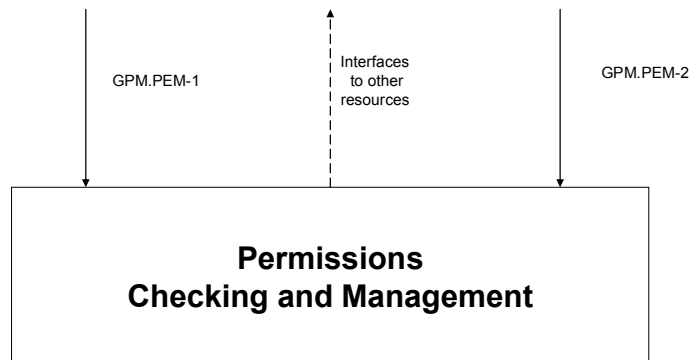 GPM.PEM-1
Interfaces
to other
resources
GPM.PEM-2
Permissions
Checking and Management